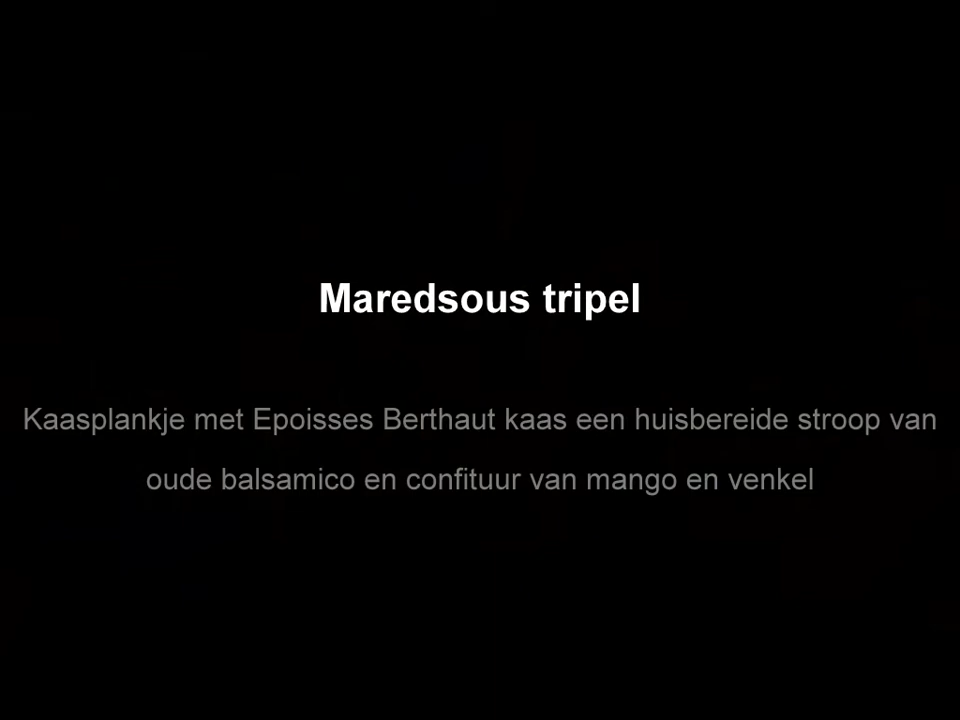 Maredsous tripel
Kaasplankje met Epoisses Berthaut kaas een huisbereide stroop van
oude balsamico en confituur van mango en venkel